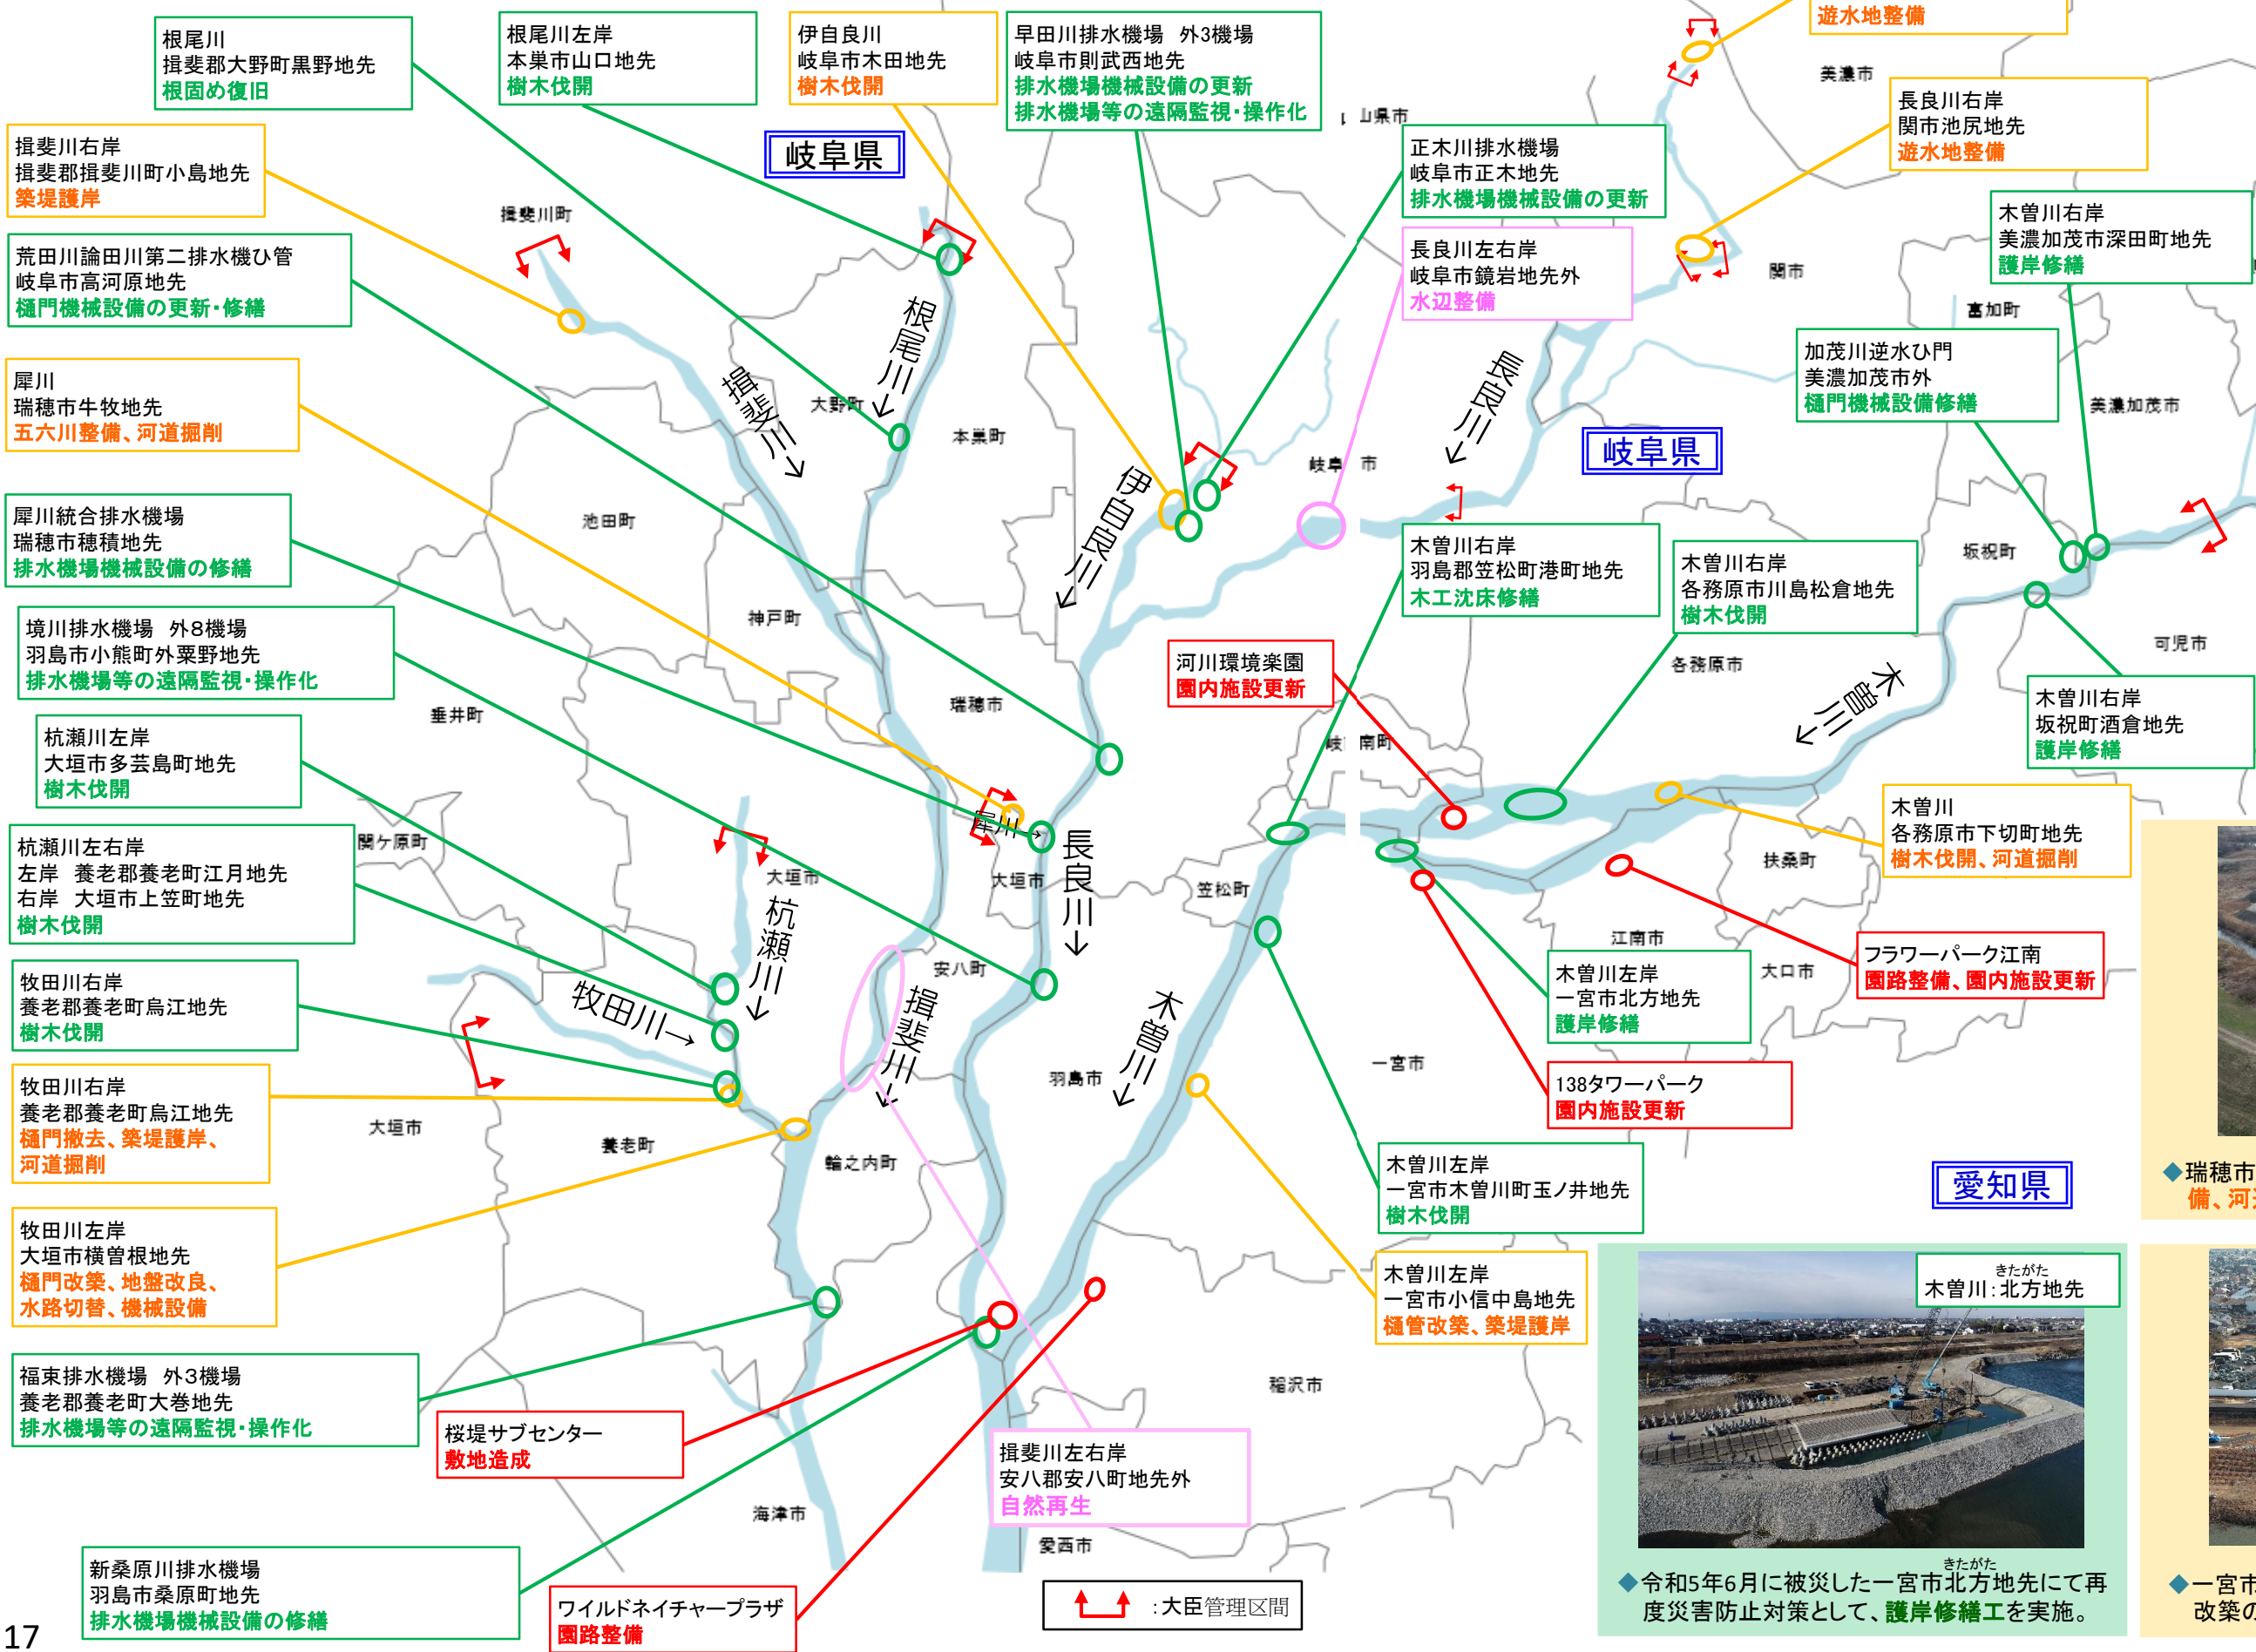 根尾川
揖斐郡大野町黒野地先
根固め復旧
根尾川左岸
本巣市山口地先
樹木伐開
伊自良川
岐阜市木田地先
樹木伐開
早田川排水機場 外3機場
岐阜市則武西地先
排水機場機械設備の更新
排水機場等の遠隔監視・操作化
遊水地整備
美濃市
長良川右岸
関市池尻地先
遊水地整備
揖斐川右岸
揖斐郡揖斐川町小島地先
築堤護岸
岐阜県
山県市
正木川排水機場
岐阜市正木地先
排水機場機械設備の更新
木曽川右岸
美濃加茂市深田町地先
護岸修繕
揖斐川町
荒田川論田川第二排水機ひ管
岐阜市高河原地先
樋門機械設備の更新・修繕
長良川左右岸
岐阜市鏡岩地先外
水辺整備
関市
富加町
根尾川
加茂川逆水ひ門
美濃加茂市外
樋門機械設備修繕
美濃加茂市
犀川
瑞穂市牛牧地先
五六川整備、河道掘削
揖斐川
大野町
本巣町
長良川
岐阜県
岐阜市
伊自良川
犀川統合排水機場
瑞穂市穂積地先
排水機場機械設備の修繕
池田町
木曽川右岸
羽島郡笠松町港町地先
木工沈床修繕
木曽川右岸
各務原市川島松倉地先
樹木伐開
坂祝町
境川排水機場 外8機場
羽島市小熊町外粟野地先
排水機場等の遠隔監視・操作化
神戸町
河川環境楽園
園内施設更新
各務原市
可児市
木曽川
木曽川右岸
坂祝町酒倉地先
護岸修繕
垂井町
瑞穂市
岐南町
杭瀬川左岸
大垣市多芸島町地先
樹木伐開
木曽川
各務原市下切町地先
樹木伐開、河道掘削
関ケ原町
犀川→
杭瀬川左右岸
左岸 養老郡養老町江月地先
右岸 大垣市上笠町地先
樹木伐開
大垣市
大垣市
長良川
笠松町
扶桑町
杭瀬川
江南市
大口市
フラワーパーク江南
園路整備、園内施設更新
牧田川右岸
養老郡養老町烏江地先
樹木伐開
牧田川→
安八町
揖斐川
木曽川
木曽川左岸
一宮市北方地先
護岸修繕
牧田川右岸
養老郡養老町烏江地先
樋門撤去、築堤護岸、
河道掘削
羽島市
一宮市
138タワーパーク
園内施設更新
大垣市
養老町
輪之内町
木曽川左岸
一宮市木曽川町玉ノ井地先
樹木伐開
愛知県
◆瑞穂市
備、河
牧田川左岸
大垣市横曽根地先
樋門改築、地盤改良、
水路切替、機械設備
木曽川左岸
一宮市小信中島地先
樋管改築、築堤護岸
きたがた
木曽川：北方地先
福束排水機場 外3機場
養老郡養老町大巻地先
排水機場等の遠隔監視・操作化
稲沢市
桜堤サブセンター
敷地造成
揖斐川左右岸
安八郡安八町地先外
自然再生
海津市
愛西市
新桑原川排水機場
羽島市桑原町地先
排水機場機械設備の修繕
ワイルドネイチャープラザ
園路整備
：大臣管理区間
きたがた
◆令和5年6月に被災した一宮市北方地先にて再
度災害防止対策として、護岸修繕工を実施。
◆一宮市
改築の
17